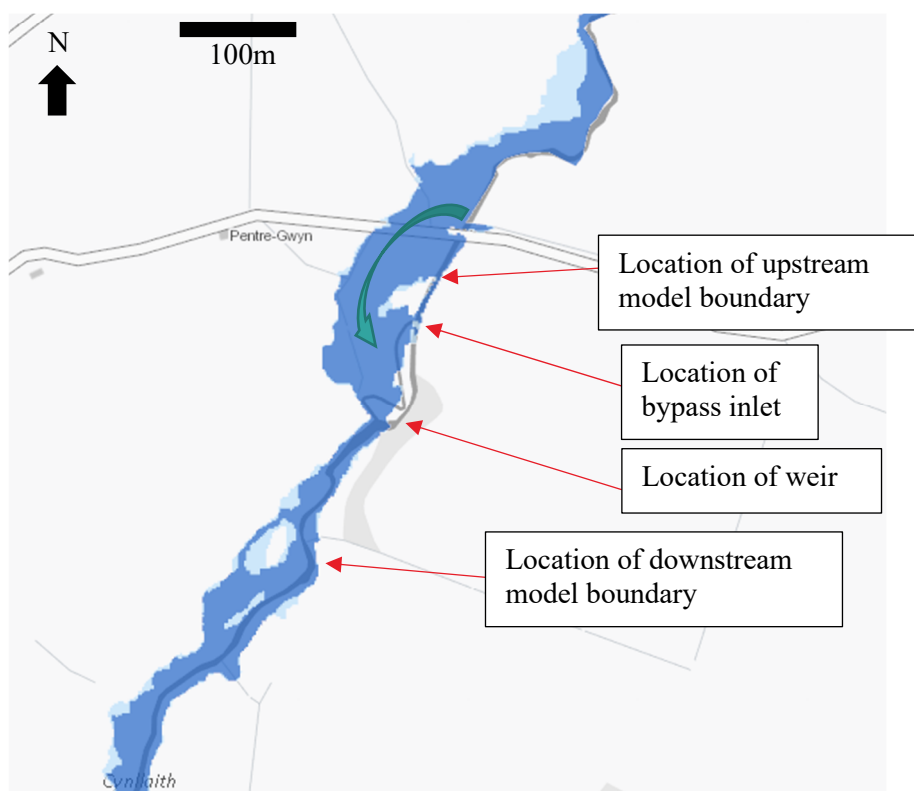 N
100m
Pentre-Gwyn
Location of upstream
model boundary
Location of
bypass inlet
Location of weir
Location of downstream
model boundary
Cynllaith